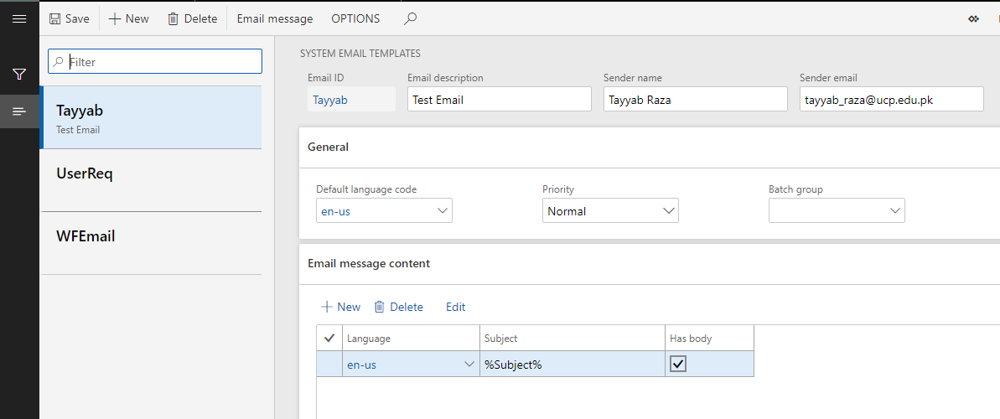 Save New Delete Email message OPTIONS
Filter
Tayyab
Test Email
UserReq
WFEmail
SYSTEM EMAIL TEMPLATES
Email ID Email description Sender name Sender email
Tayyab Test Email Tayyab Raza tayyab_raza@ucp.edu.pk
General
Default language code Priority Batch group
en-us Normal
Email message content
New Delete Edit
Language Subject Has body
en-us %Subject%